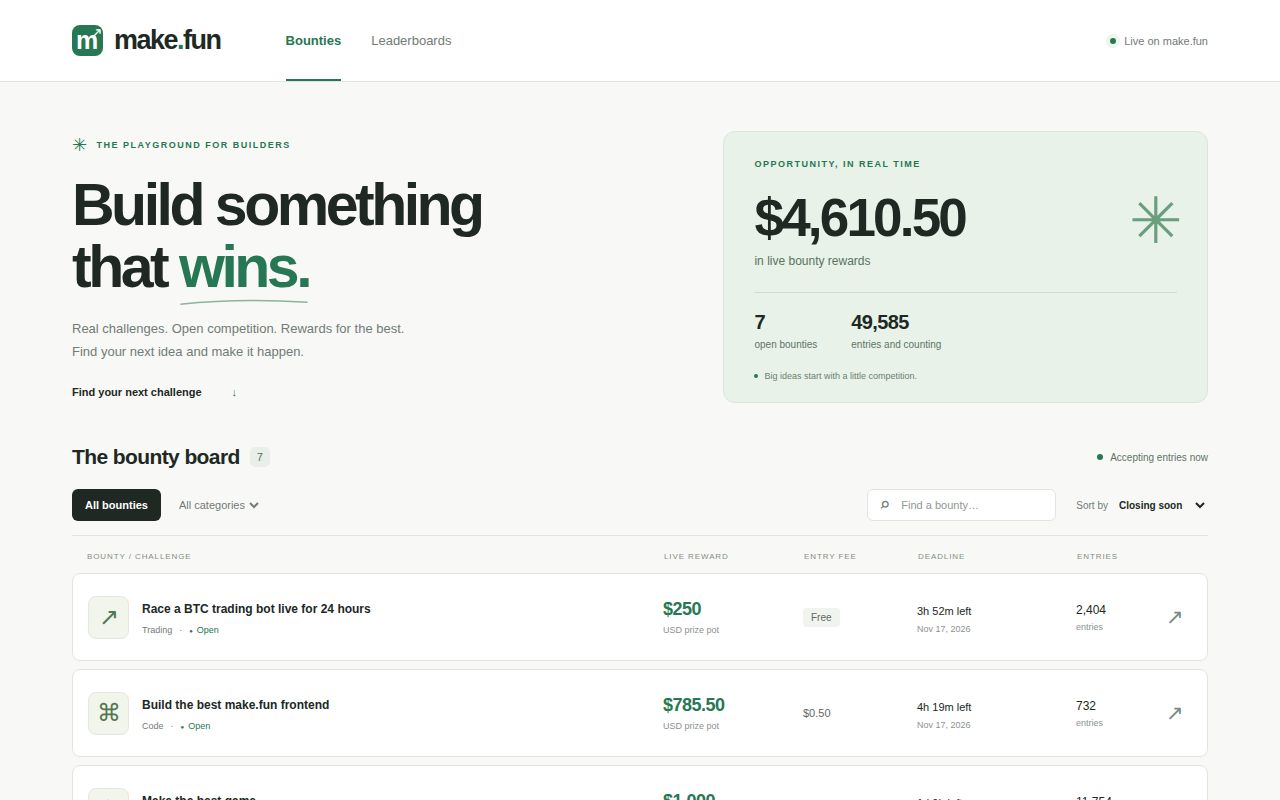 m make.fun
Bounties
Leaderboards
Live on make.fun
THE PLAYGROUND FOR BUILDERS
Build something
that wins.
Real challenges. Open competition. Rewards for the best.
Find your next idea and make it happen.
Find your next challenge ↓
OPPORTUNITY, IN REAL TIME
$4,610.50
in live bounty rewards
7
open bounties
49,585
entries and counting
Big ideas start with a little competition.
The bounty board 7
Accepting entries now
All bounties
All categories
Find a bounty…
Sort by Closing soon
BOUNTY / CHALLENGE
LIVE REWARD
ENTRY FEE
DEADLINE
ENTRIES
Race a BTC trading bot live for 24 hours
Trading · • Open
$250
USD prize pot
Free
3h 52m left
Nov 17, 2026
2,404
entries
Build the best make.fun frontend
Code · • Open
$785.50
USD prize pot
$0.50
4h 19m left
Nov 17, 2026
732
entries
Make the best game
$1,000